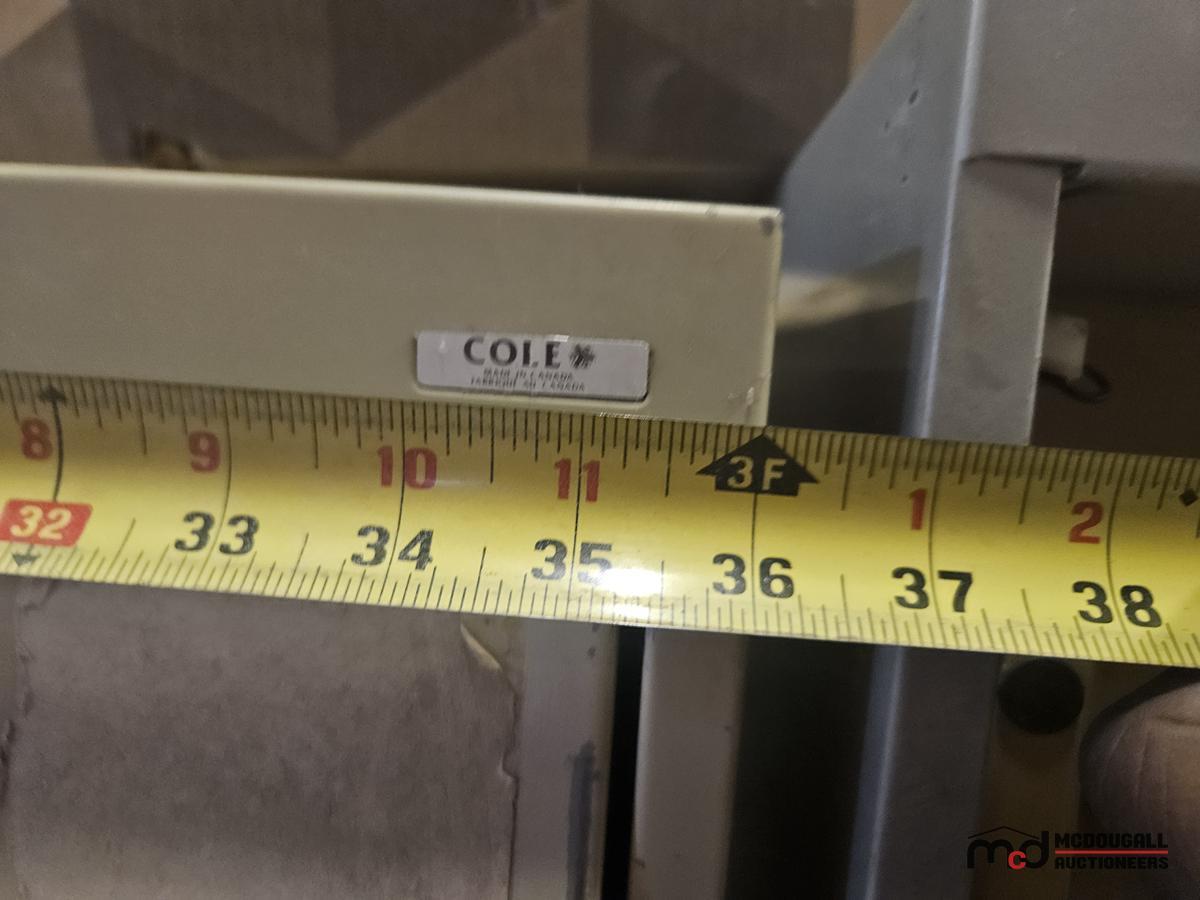 COLE
MADE IN CANADA
FABRIQUÉ AU CANADA
8 9 10 11 3F 1 2
32 33 34 35 36 37 38
mcd MCDOUGALL
AUCTIONEERS